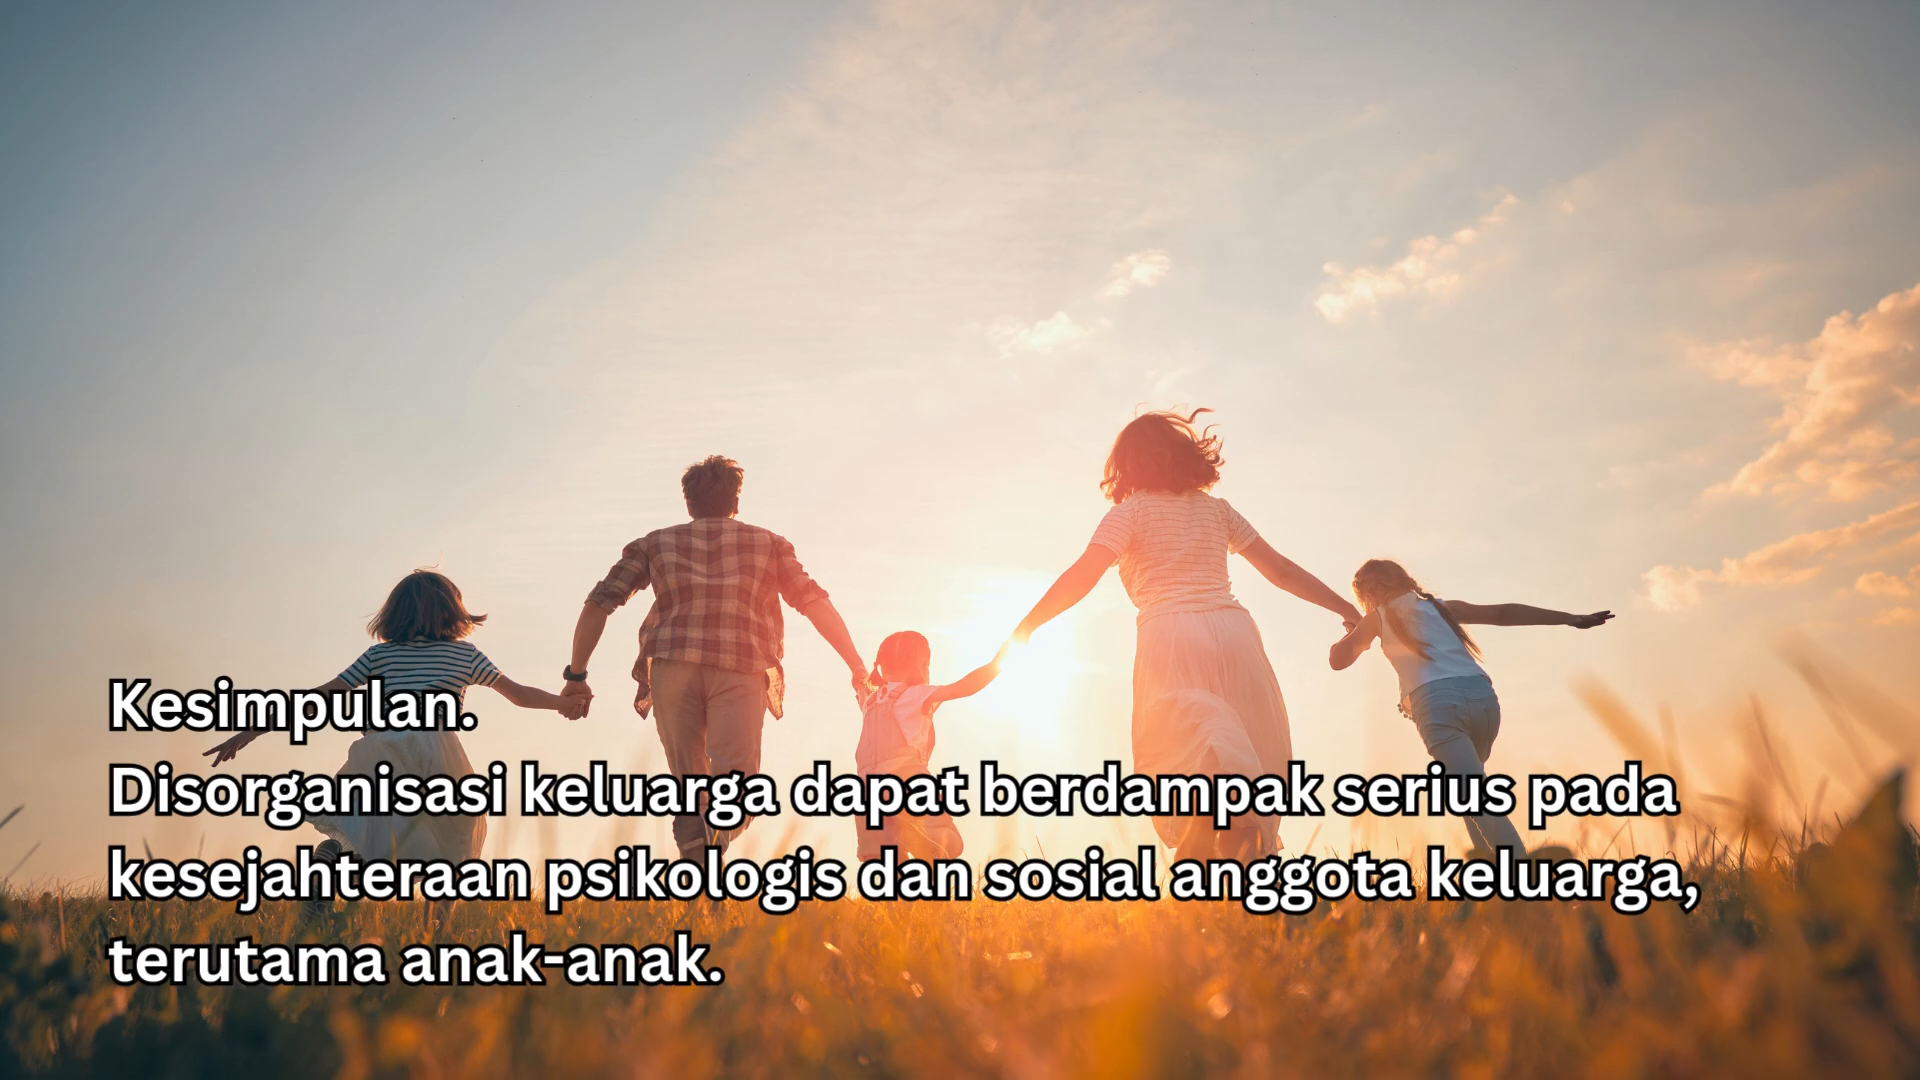 Kesimpulan.
Disorganisasi keluarga dapat berdampak serius pada
kesejahteraan psikologis dan sosial anggota keluarga,
terutama anak-anak.